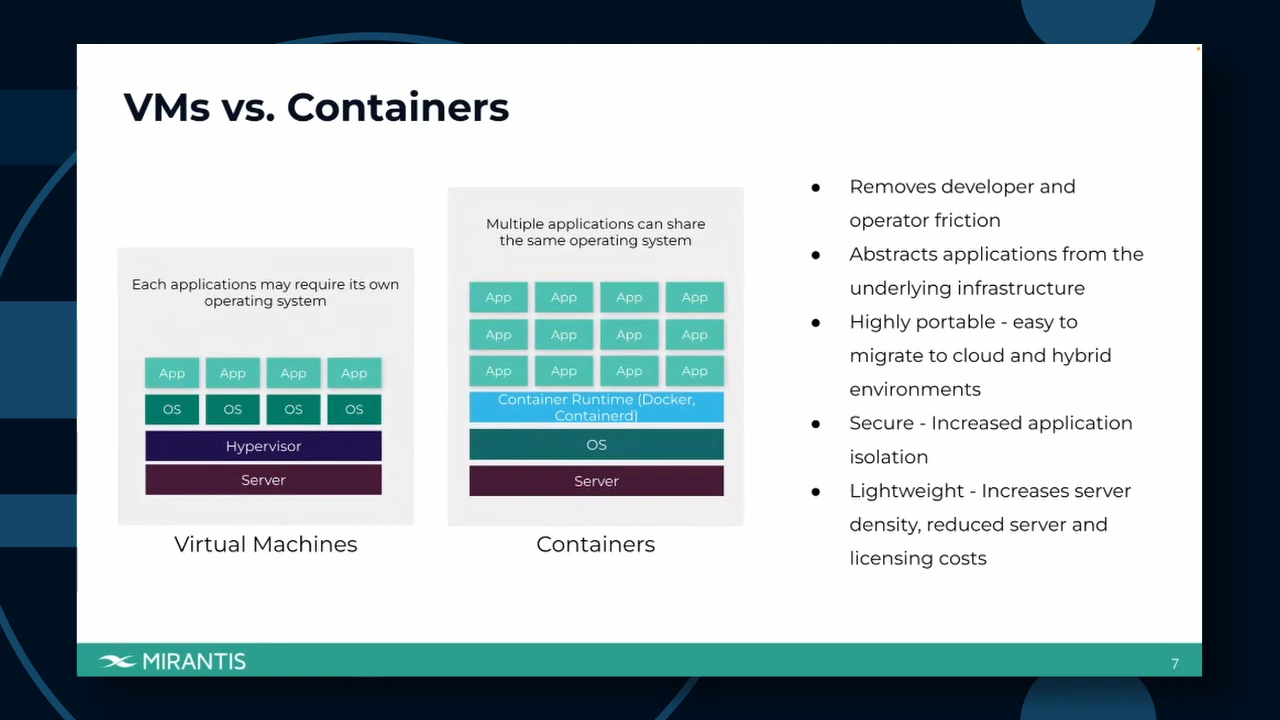 VMs vs. Containers
Each applications may require its own
operating system
App App App App
OS OS OS OS
Hypervisor
Server
Virtual Machines
Multiple applications can share
the same operating system
App App App App
App App App App
App App App App
Container Runtime (Docker,
Containerd)
OS
Server
Containers
● Removes developer and
operator friction
● Abstracts applications from the
underlying infrastructure
● Highly portable - easy to
migrate to cloud and hybrid
environments
● Secure - Increased application
isolation
● Lightweight - Increases server
density, reduced server and
licensing costs
MIRANTIS
7